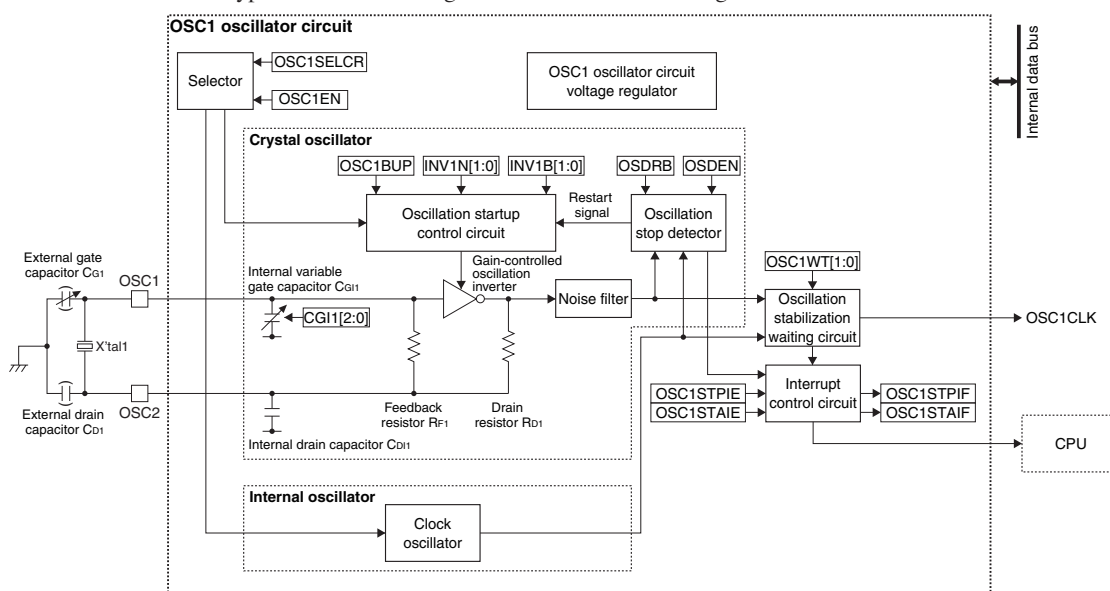 OSC1 oscillator circuit
Selector
OSC1SELCR
OSC1EN
OSC1 oscillator circuit
voltage regulator
Internal data bus
Crystal oscillator
OSC1BUP
INV1N[1:0]
INV1B[1:0]
OSDRB
OSDEN
Oscillation startup
control circuit
Restart
signal
Oscillation
stop detector
External gate
capacitor CG1
OSC1
Internal variable
gate capacitor CGI1
CGI1[2:0]
Gain-controlled
oscillation
inverter
Noise filter
OSC1WT[1:0]
Oscillation
stabilization
waiting circuit
OSC1CLK
X'tal1
External drain
capacitor CD1
OSC2
Feedback
resistor RF1
Drain
resistor RD1
Internal drain capacitor CDI1
OSC1STPIE
OSC1STAIE
Interrupt
control circuit
OSC1STPIF
OSC1STAIF
CPU
Internal oscillator
Clock
oscillator